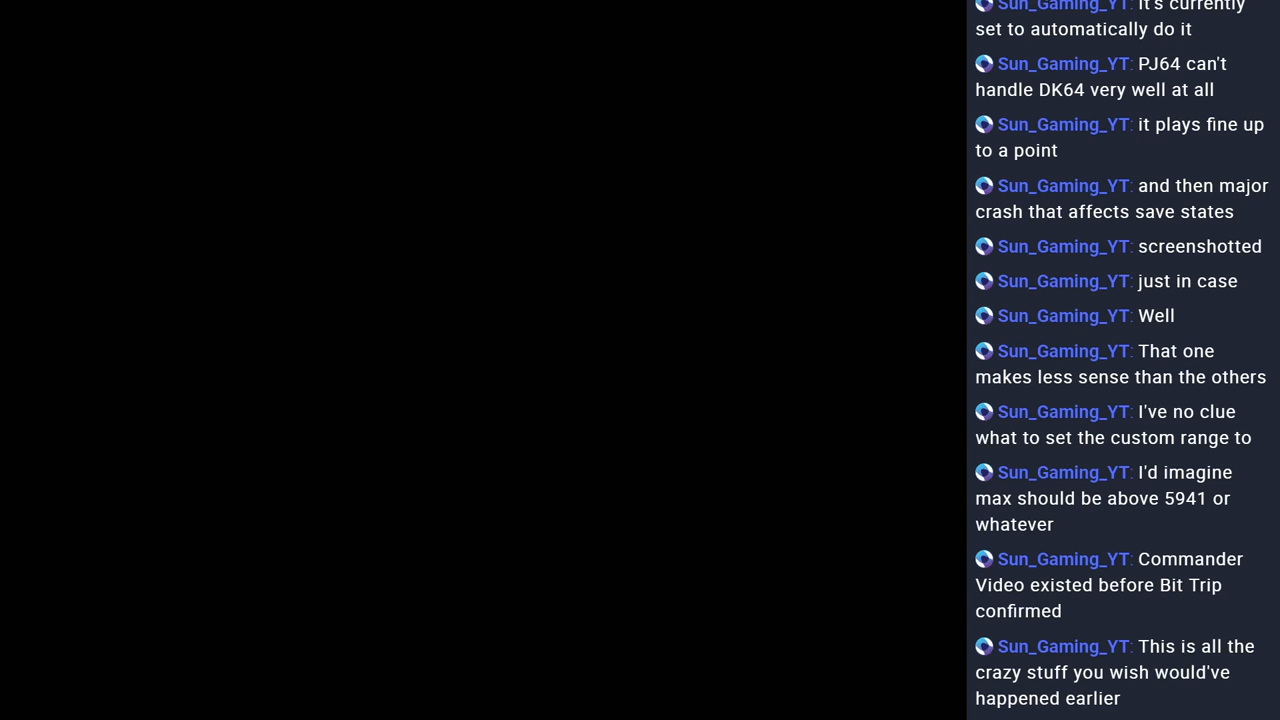 Sun_Gaming_YT: It's currently
set to automatically do it
Sun_Gaming_YT: PJ64 can't
handle DK64 very well at all
Sun_Gaming_YT: it plays fine up
to a point
Sun_Gaming_YT: and then major
crash that affects save states
Sun_Gaming_YT: screenshotted
Sun_Gaming_YT: just in case
Sun_Gaming_YT: Well
Sun_Gaming_YT: That one
makes less sense than the others
Sun_Gaming_YT: I've no clue
what to set the custom range to
Sun_Gaming_YT: I'd imagine
max should be above 5941 or
whatever
Sun_Gaming_YT: Commander
Video existed before Bit Trip
confirmed
Sun_Gaming_YT: This is all the
crazy stuff you wish would've
happened earlier